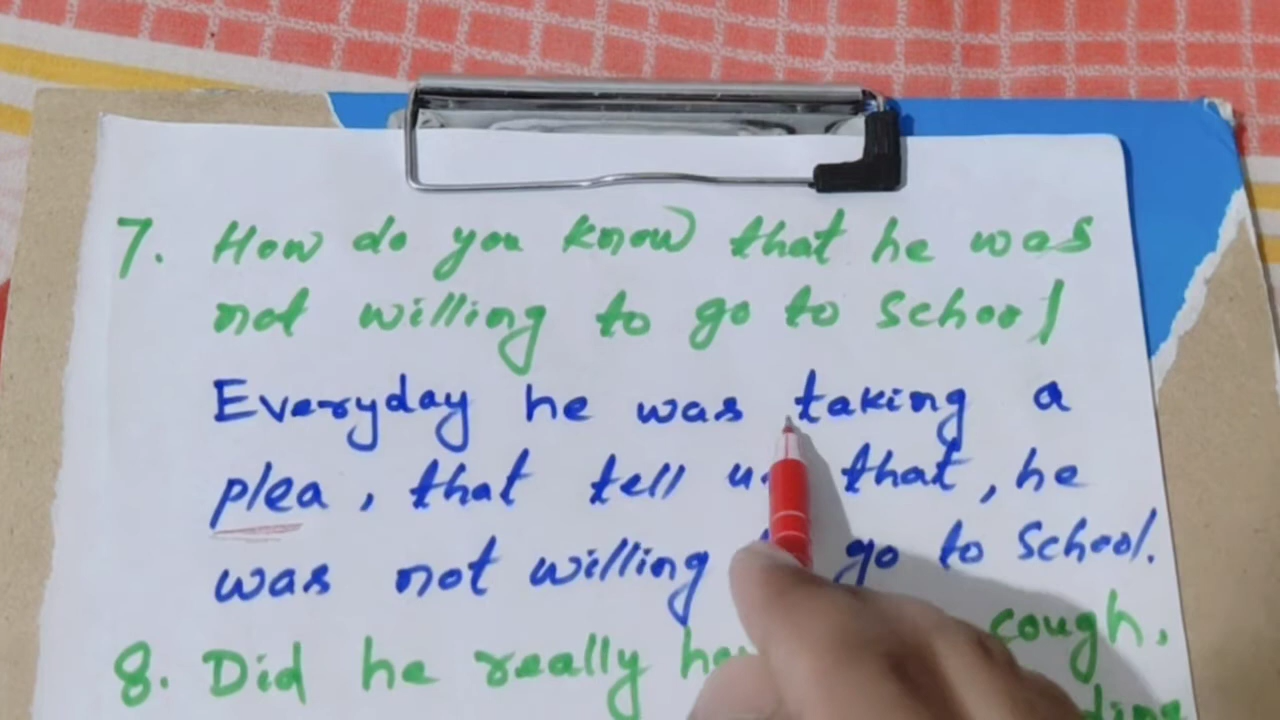 7. How do you know that he was
not willing to go to School
Everyday he was taking a
plea, that tell that, he
was not willing go to School.
8. Did he really cough,